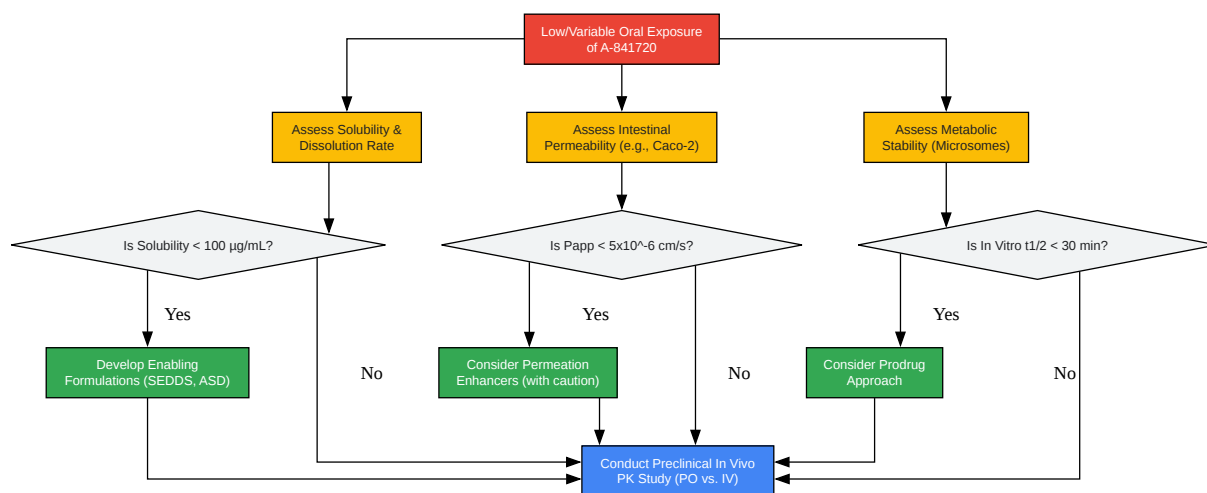 Low/Variable Oral Exposure
of A-841720
Assess Solubility &
Dissolution Rate
Assess Intestinal
Permeability (e.g., Caco-2)
Assess Metabolic
Stability (Microsomes)
Is Solubility < 100 µg/mL?
Is Papp < 5x10^-6 cm/s?
Is In Vitro t1/2 < 30 min?
Yes
Yes
Yes
Develop Enabling
Formulations (SEDDS, ASD)
No
Consider Permeation
Enhancers (with caution)
No
Consider Prodrug
Approach
No
Conduct Preclinical In Vivo
PK Study (PO vs. IV)